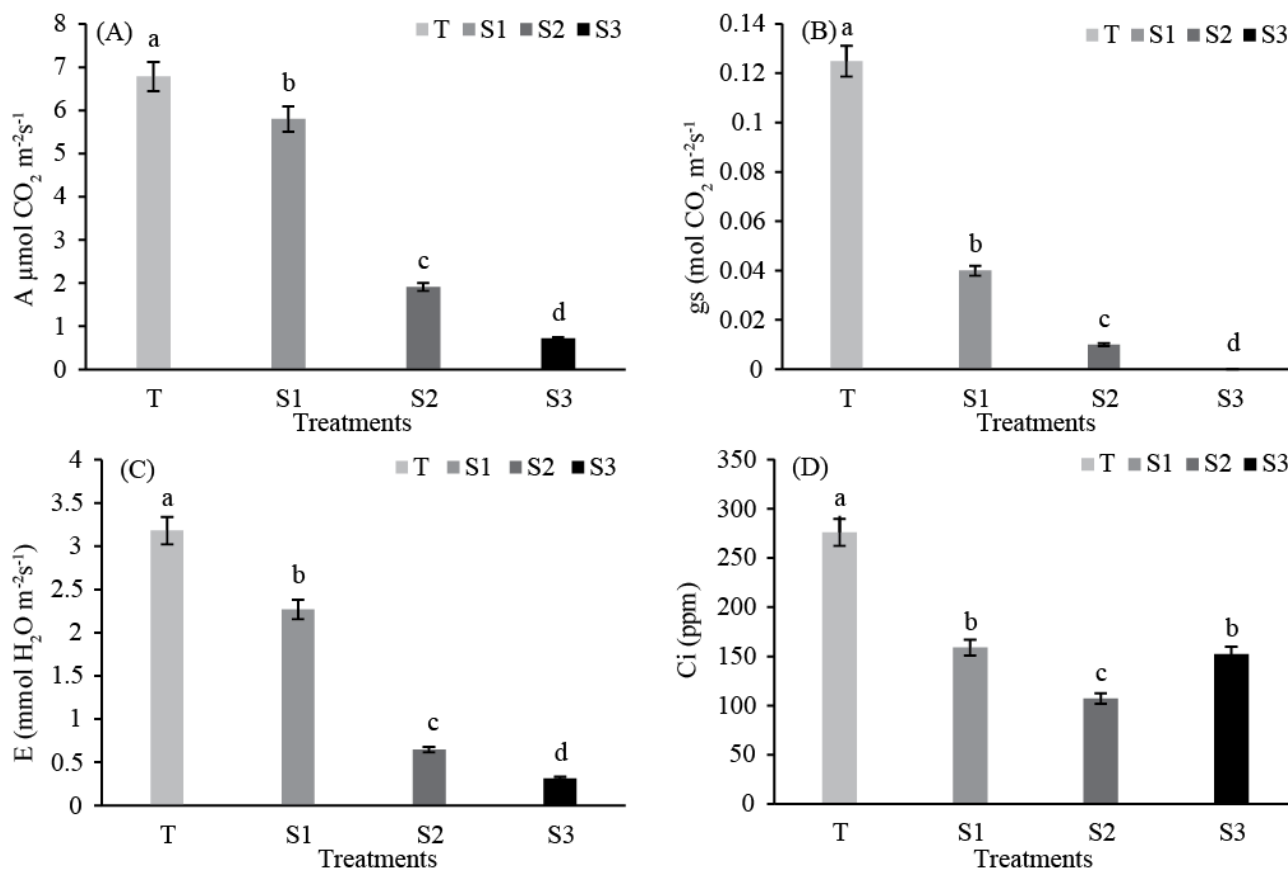 (A)
T S1 S2 S3
A µmol CO₂ m⁻²s⁻¹
8
7
6
5
4
3
2
1
0
a
b
c
d
T S1 S2 S3
Treatments
(B)
T S1 S2 S3
gs (mol CO₂ m⁻²s⁻¹)
0.14
0.12
0.1
0.08
0.06
0.04
0.02
0
a
b
c
d
T S1 S2 S3
Treatments
(C)
T S1 S2 S3
E (mmol H₂O m⁻²s⁻¹)
4
3.5
3
2.5
2
1.5
1
0.5
0
a
b
c
d
T S1 S2 S3
Treatments
(D)
T S1 S2 S3
Ci (ppm)
350
300
250
200
150
100
50
0
a
b
c
b
T S1 S2 S3
Treatments